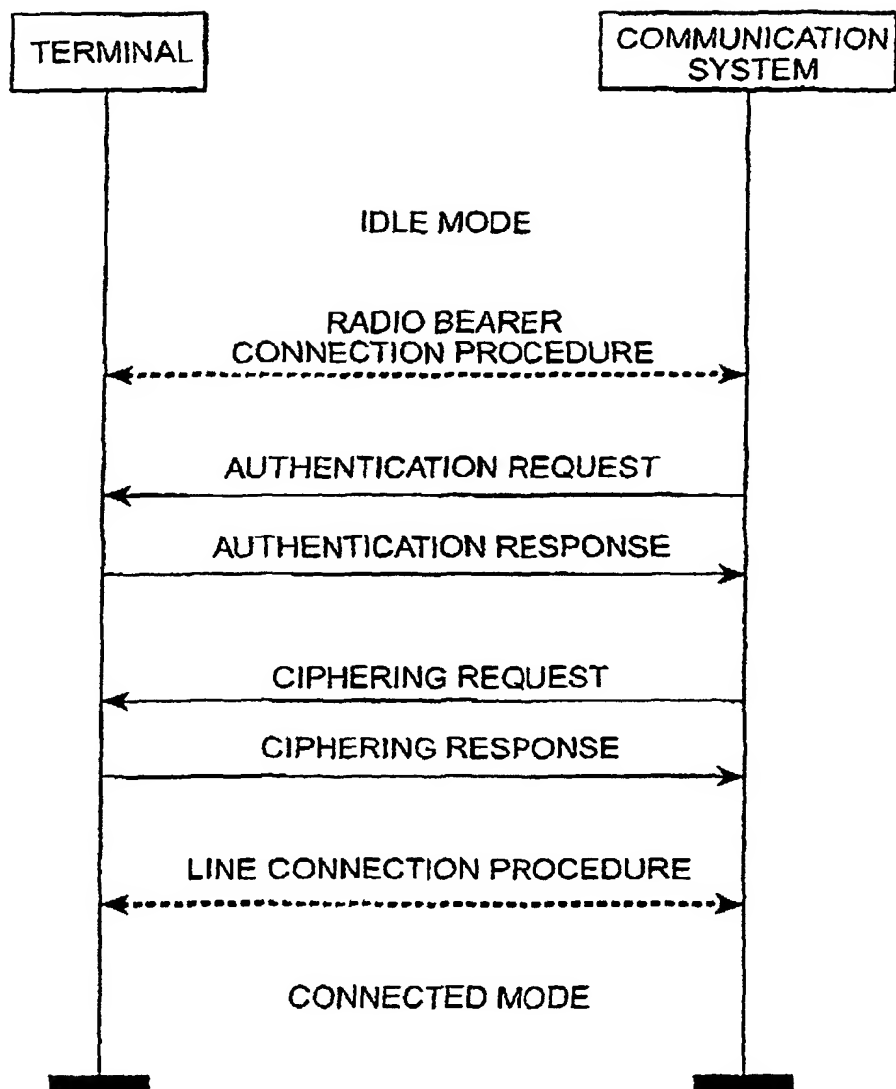 TERMINAL
COMMUNICATION
SYSTEM
IDLE MODE
RADIO BEARER
CONNECTION PROCEDURE
AUTHENTICATION REQUEST
AUTHENTICATION RESPONSE
CIPHERING REQUEST
CIPHERING RESPONSE
LINE CONNECTION PROCEDURE
CONNECTED MODE